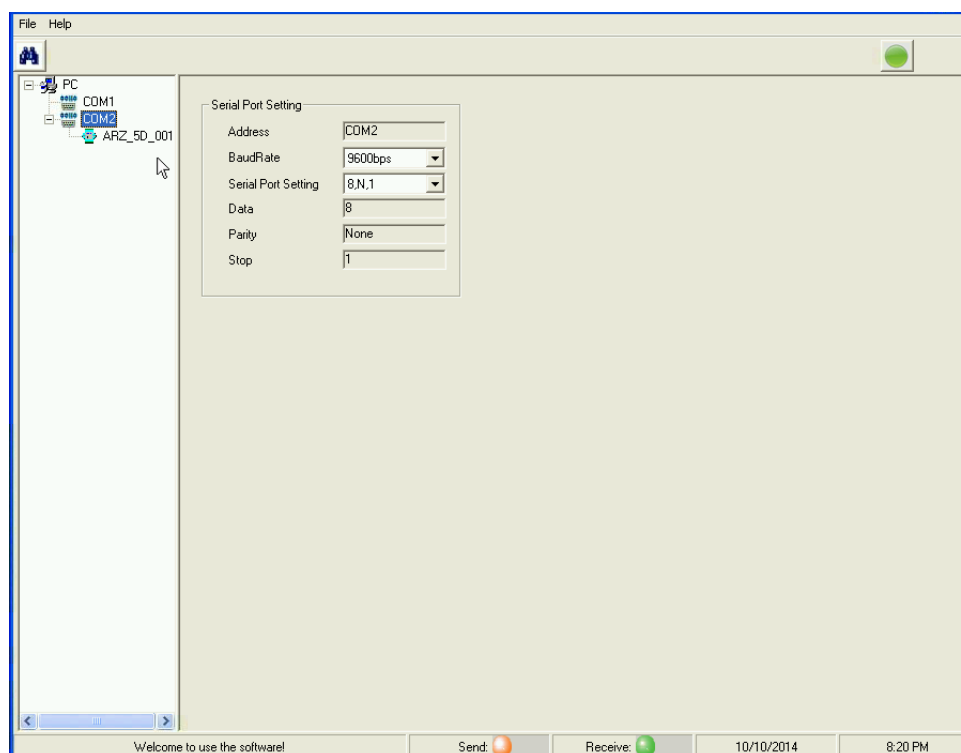 File Help
PC
COM1
COM2
ARZ_5D_001
Serial Port Setting
Address COM2
BaudRate 9600bps
Serial Port Setting 8,N,1
Data 8
Parity None
Stop 1
Welcome to use the software! Send: Receive: 10/10/2014 8:20 PM